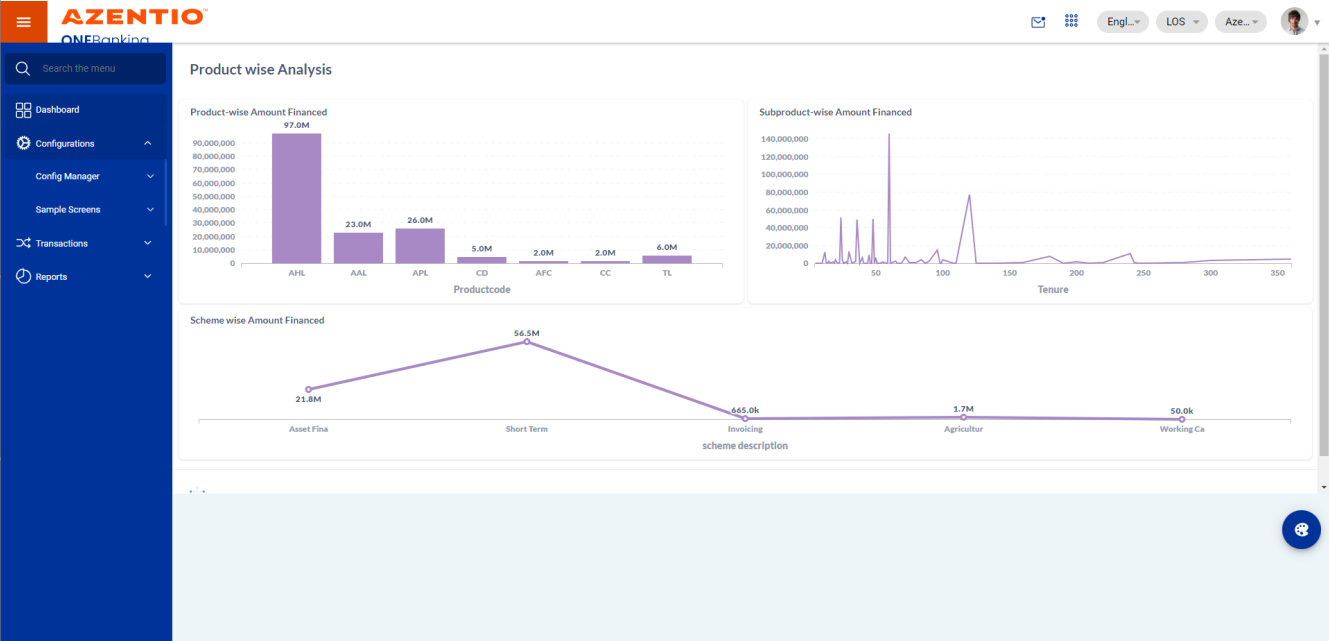 AZENTIO™
ONEBanking
Engl...
LOS
Aze...
Search the menu
Dashboard
Configurations
Config Manager
Sample Screens
Transactions
Reports
Product wise Analysis
Product-wise Amount Financed
97.0M
90,000,000
80,000,000
70,000,000
60,000,000
50,000,000
40,000,000
30,000,000
20,000,000
10,000,000
0
23.0M
26.0M
5.0M
2.0M
2.0M
6.0M
AHL AAL APL CD AFC CC TL
Productcode
Subproduct-wise Amount Financed
140,000,000
120,000,000
100,000,000
80,000,000
60,000,000
40,000,000
20,000,000
0
50 100 150 200 250 300 350
Tenure
Scheme wise Amount Financed
56.5M
21.8M
665.0k
1.7M
50.0k
Asset Fina Short Term Invoicing Agricultur Working Ca
scheme description